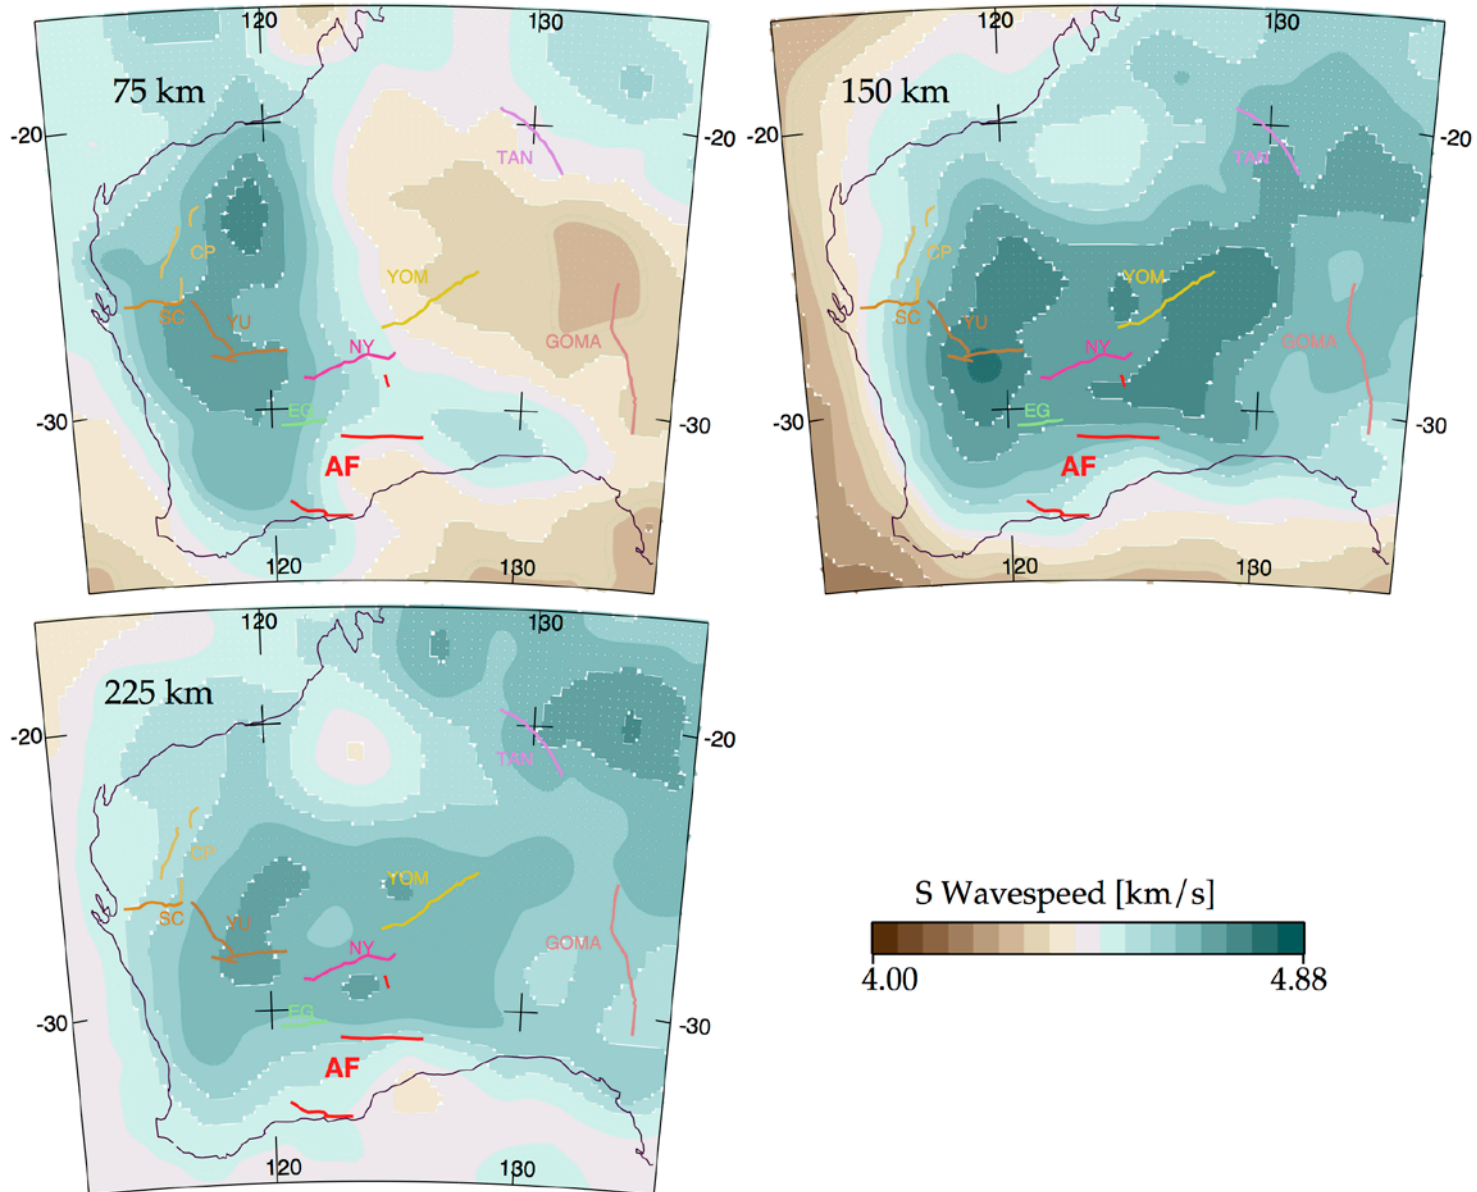 120
130
75 km
-20
-20
TAN
CP
YOM
SC
YU
NY
GOMA
EG
-30
-30
AF
120
130
120
130
150 km
-20
-20
TAN
CP
YOM
SC
YU
NY
GOMA
EG
-30
-30
AF
120
130
120
130
225 km
-20
-20
TAN
CP
YOM
SC
YU
NY
GOMA
EG
-30
-30
AF
120
130
S Wavespeed [km/s]
4.00
4.88